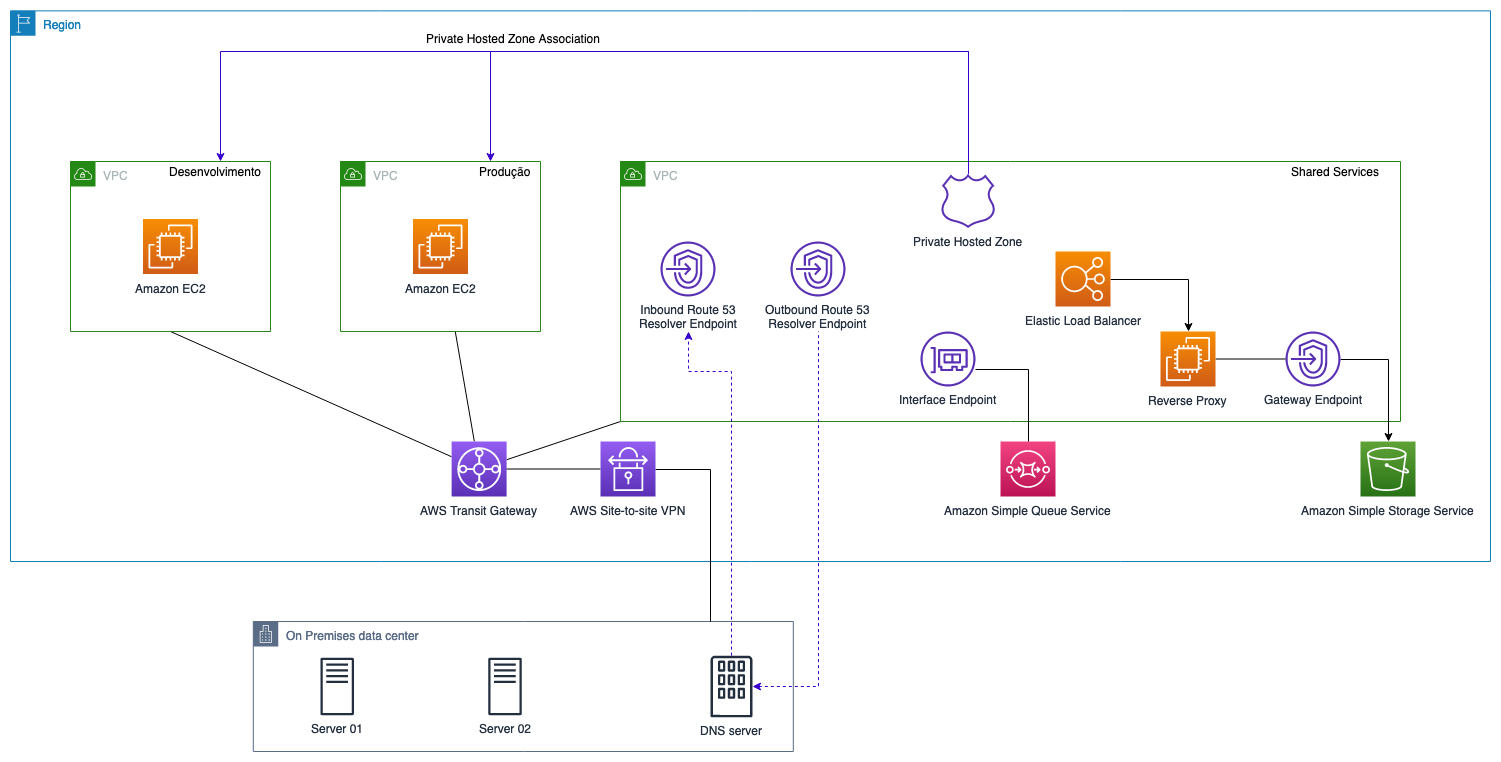 Region
Private Hosted Zone Association
VPC
Desenvolvimento
VPC
Produção
VPC
Shared Services
Amazon EC2
Amazon EC2
Private Hosted Zone
Inbound Route 53
Resolver Endpoint
Outbound Route 53
Resolver Endpoint
Elastic Load Balancer
Interface Endpoint
Reverse Proxy
Gateway Endpoint
AWS Transit Gateway
AWS Site-to-site VPN
Amazon Simple Queue Service
Amazon Simple Storage Service
On Premises data center
Server 01
Server 02
DNS server